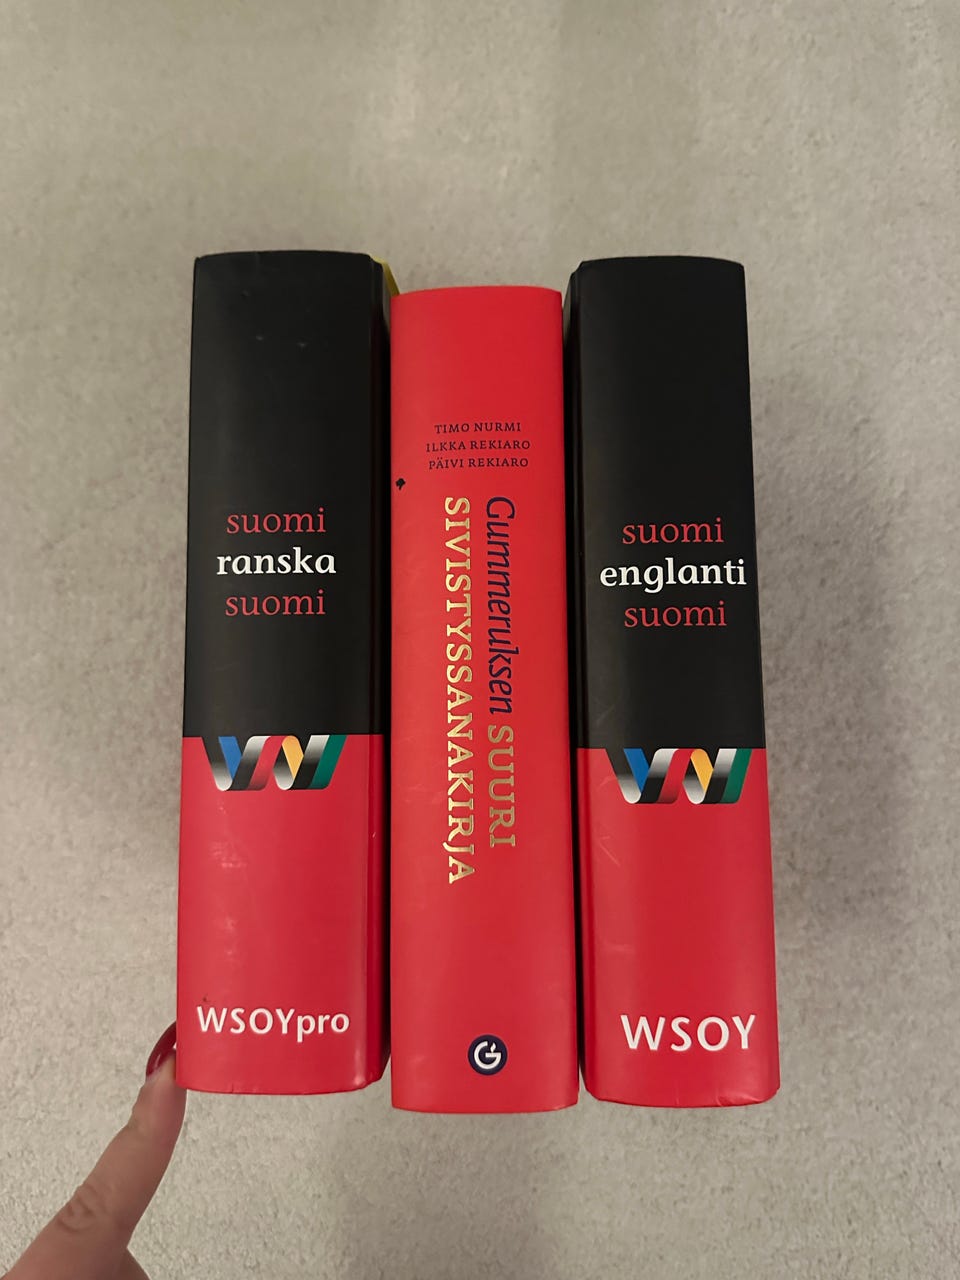 suomi
ranska
suomi
WSOYpro
TIMO NURMI
ILKKA REKIARO
PÄIVI REKIARO
Gummeruksen SUURI
SIVISTYSSANAKIRJA
G
suomi
englanti
suomi
WSOY